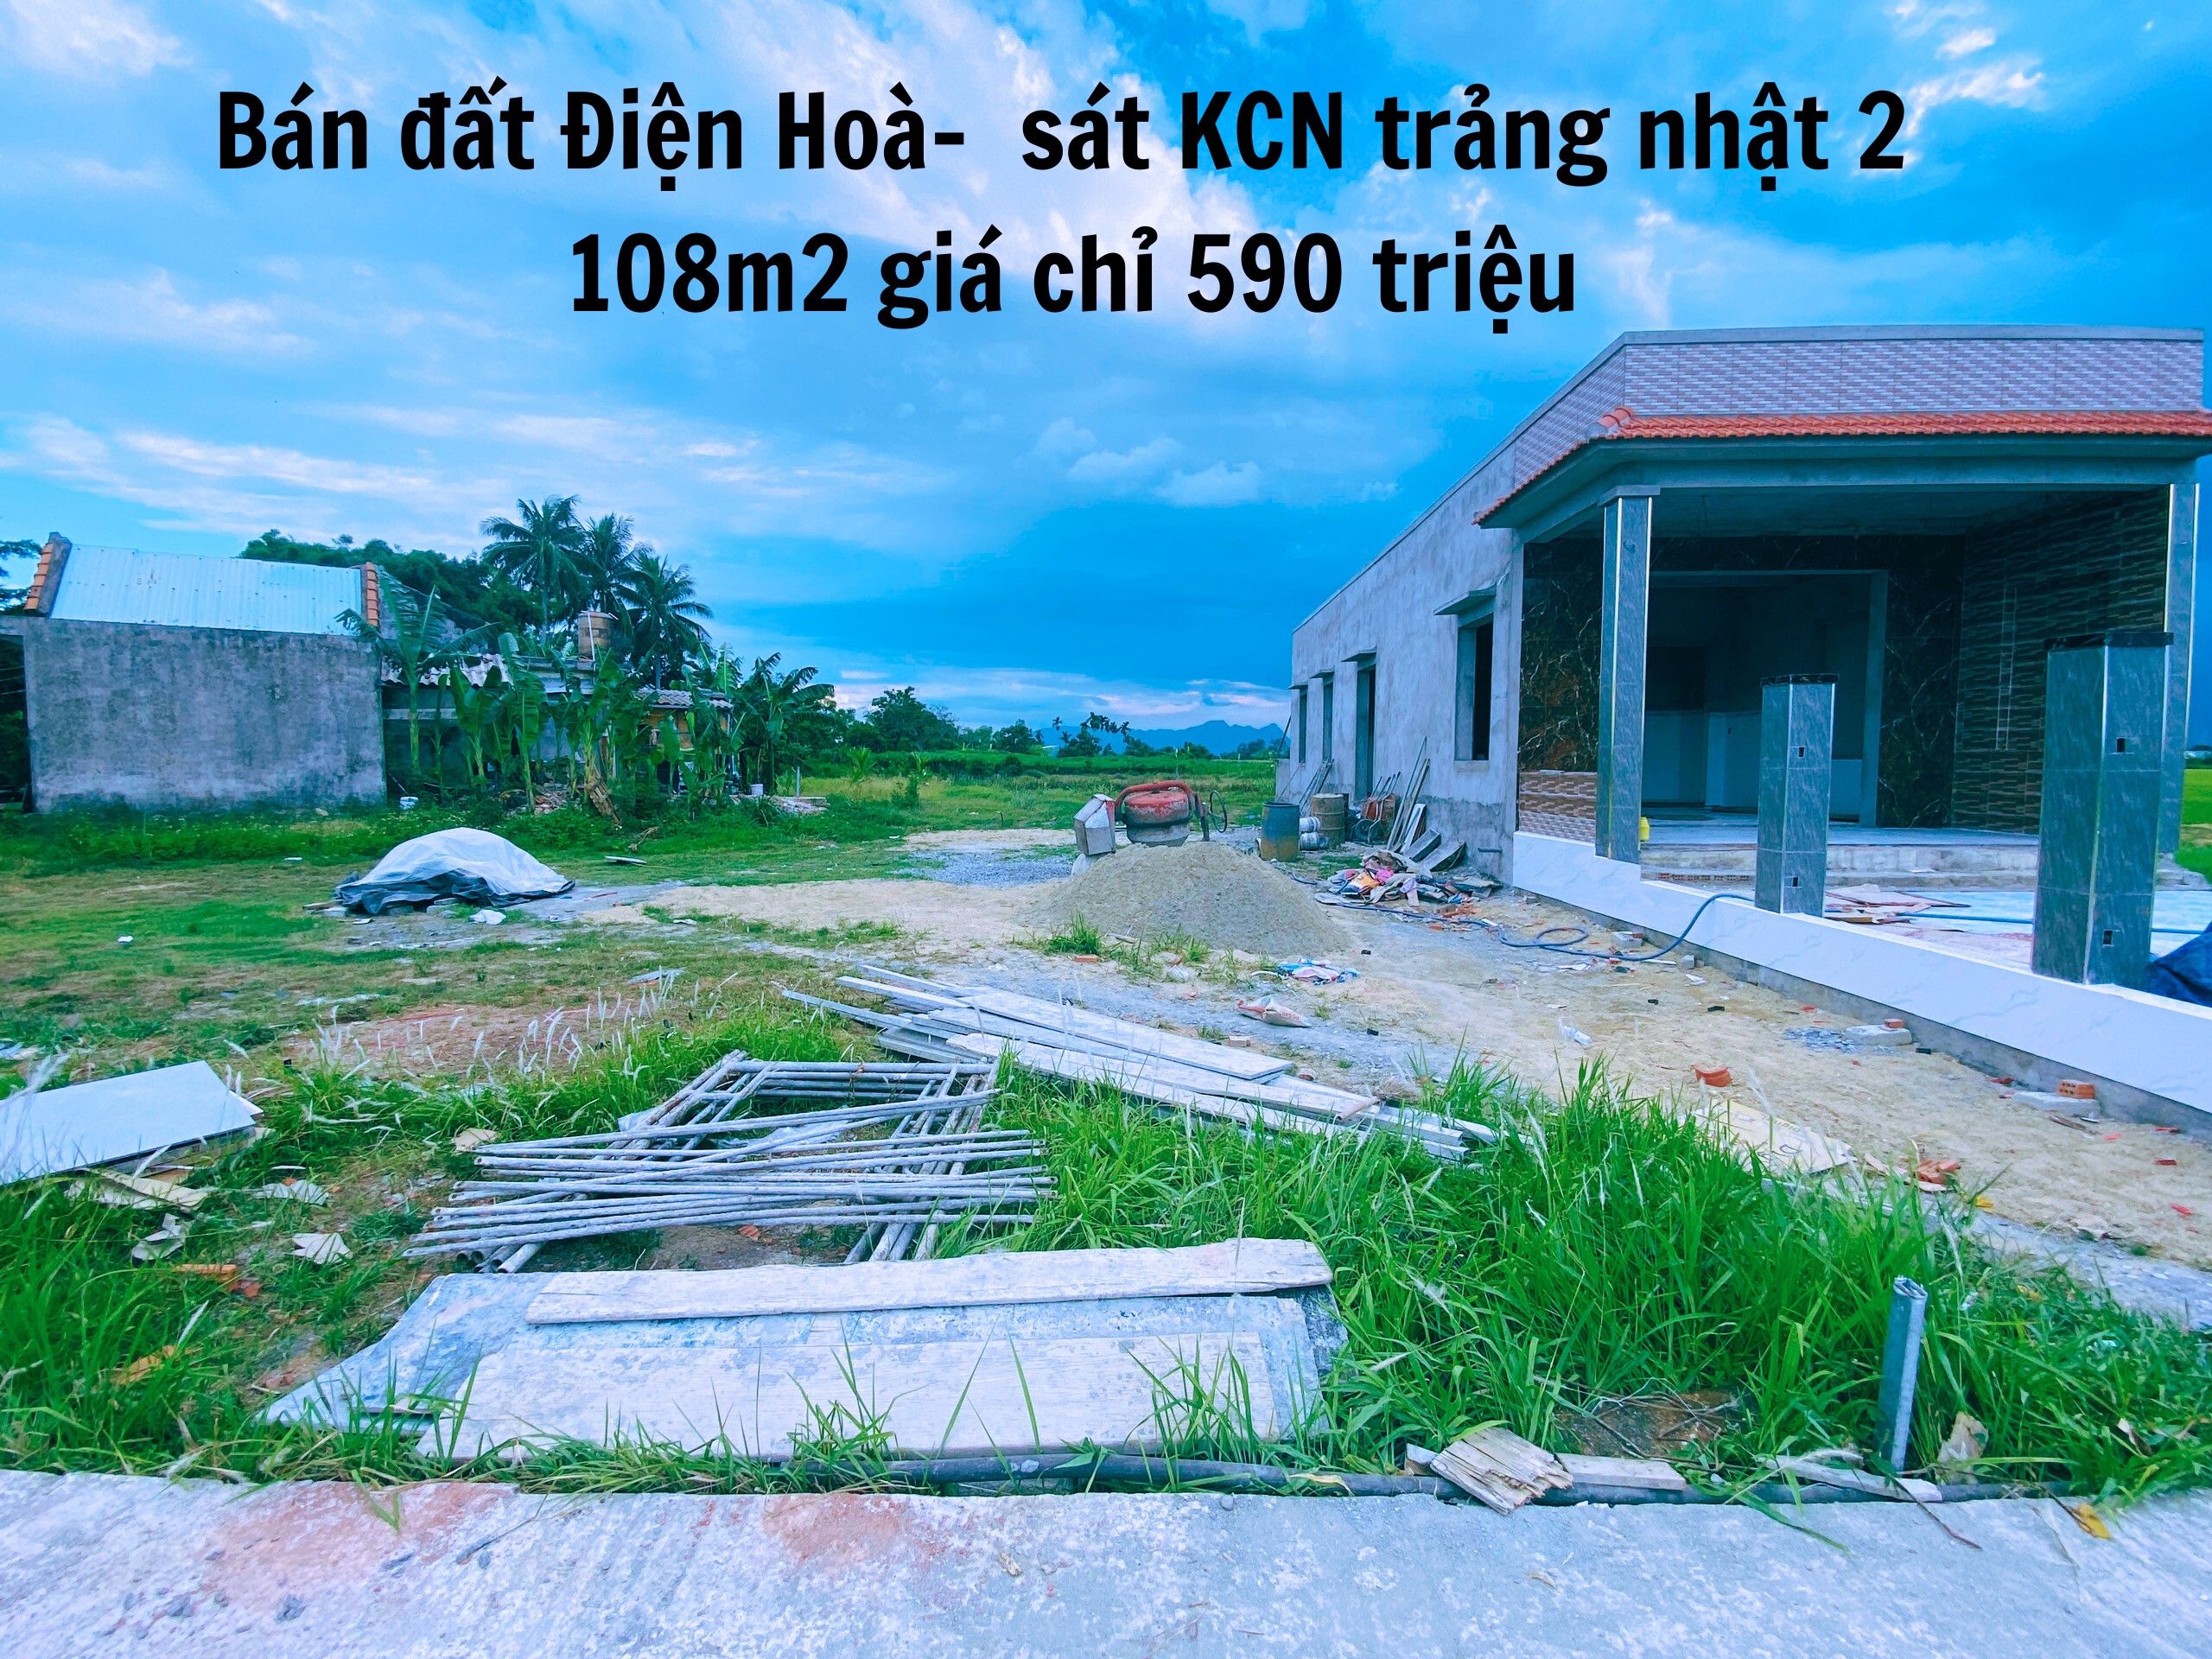 Bán đất Điện Hoà-  sát KCN trảng nhật 2
108m2 giá chỉ 590 triệu